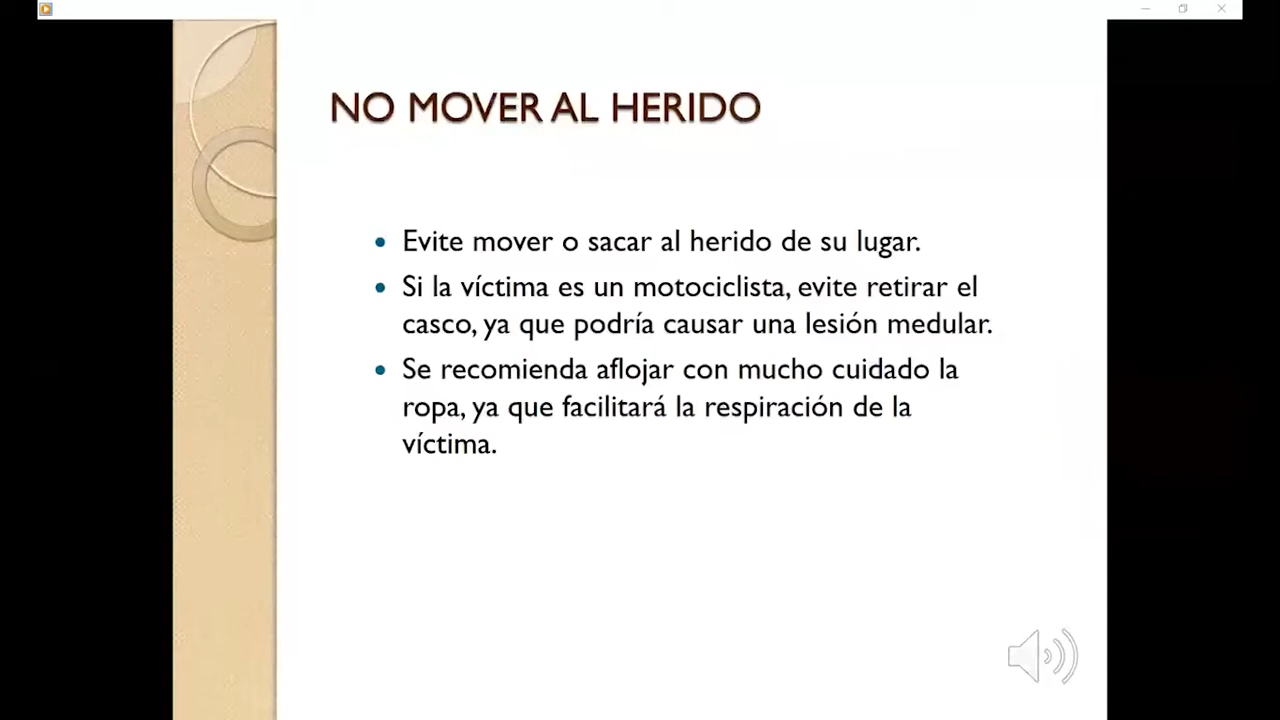 NO MOVER AL HERIDO
• Evite mover o sacar al herido de su lugar.
• Si la víctima es un motociclista, evite retirar el
casco, ya que podría causar una lesión medular.
• Se recomienda aflojar con mucho cuidado la
ropa, ya que facilitará la respiración de la
víctima.